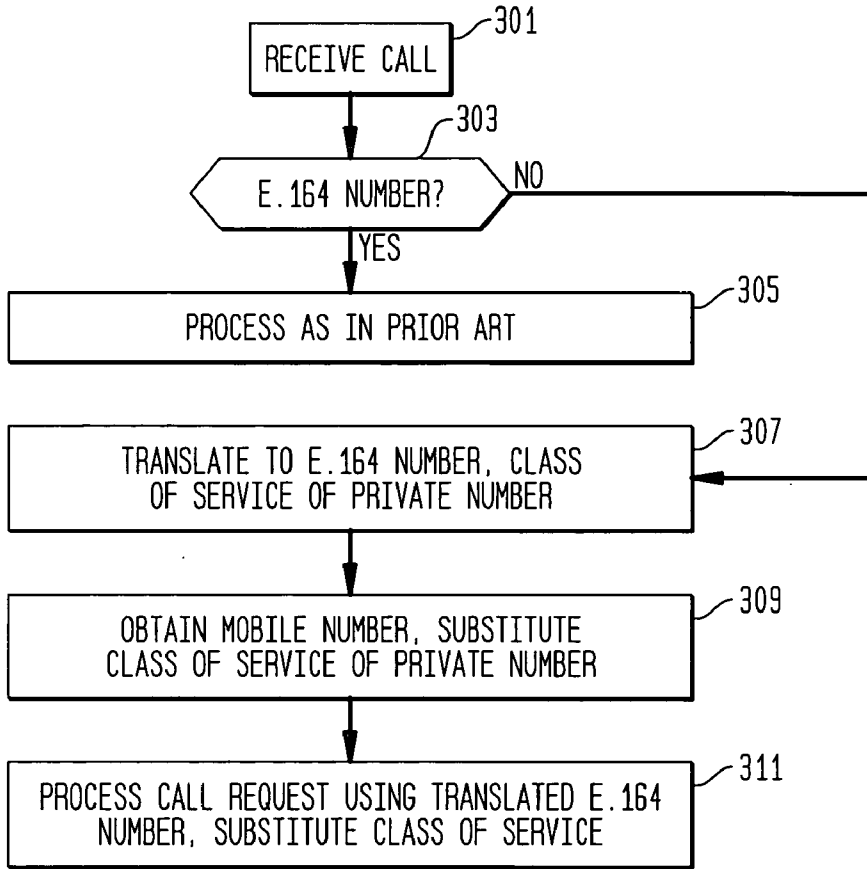 301
RECEIVE CALL
303
E.164 NUMBER?
NO
YES
305
PROCESS AS IN PRIOR ART
307
TRANSLATE TO E.164 NUMBER, CLASS
OF SERVICE OF PRIVATE NUMBER
309
OBTAIN MOBILE NUMBER, SUBSTITUTE
CLASS OF SERVICE OF PRIVATE NUMBER
311
PROCESS CALL REQUEST USING TRANSLATED E.164
NUMBER, SUBSTITUTE CLASS OF SERVICE